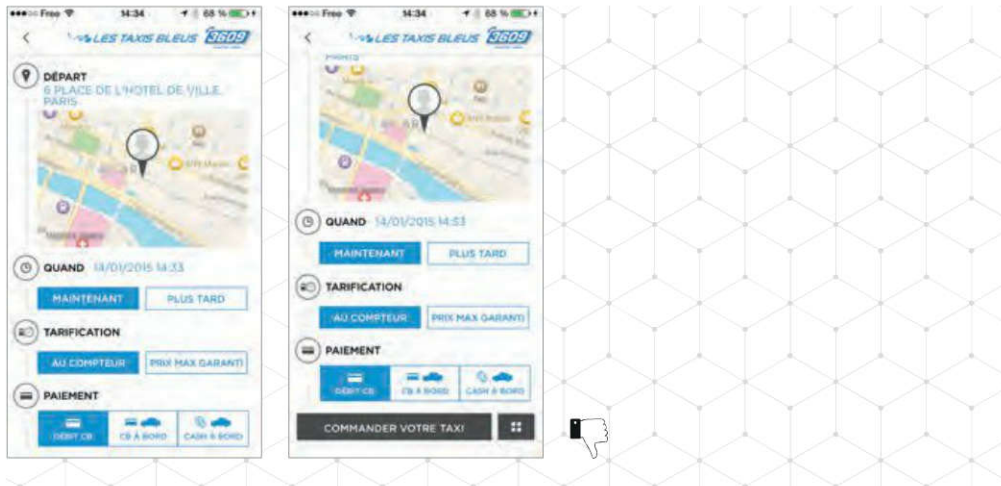 Free 14:34 68 %
LES TAXIS BLEUS 3609
DÉPART
6 PLACE DE L'HOTEL DE VILLE,
PARIS
QUAND 14/01/2015 14:33
MAINTENANT PLUS TARD
TARIFICATION
AU COMPTEUR PRIX MAX GARANTI
PAIEMENT
DÉBIT CB CB À BORD CASH À BORD
Free 14:34 68 %
LES TAXIS BLEUS 3609
PARIS
QUAND 14/01/2015 14:33
MAINTENANT PLUS TARD
TARIFICATION
AU COMPTEUR PRIX MAX GARANTI
PAIEMENT
DÉBIT CB CB À BORD CASH À BORD
COMMANDER VOTRE TAXI